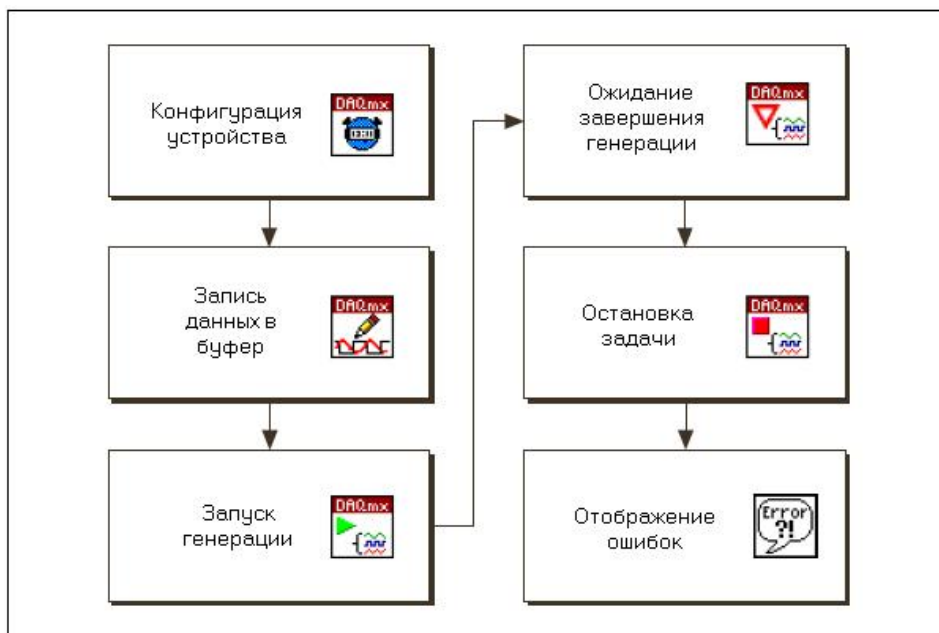 Конфигурация
устройства
DAQmx
Запись
данных в
буфер
DAQmx
Запуск
генерации
DAQmx
Ожидание
завершения
генерации
DAQmx
Остановка
задачи
DAQmx
Отображение
ошибок
Error
?!